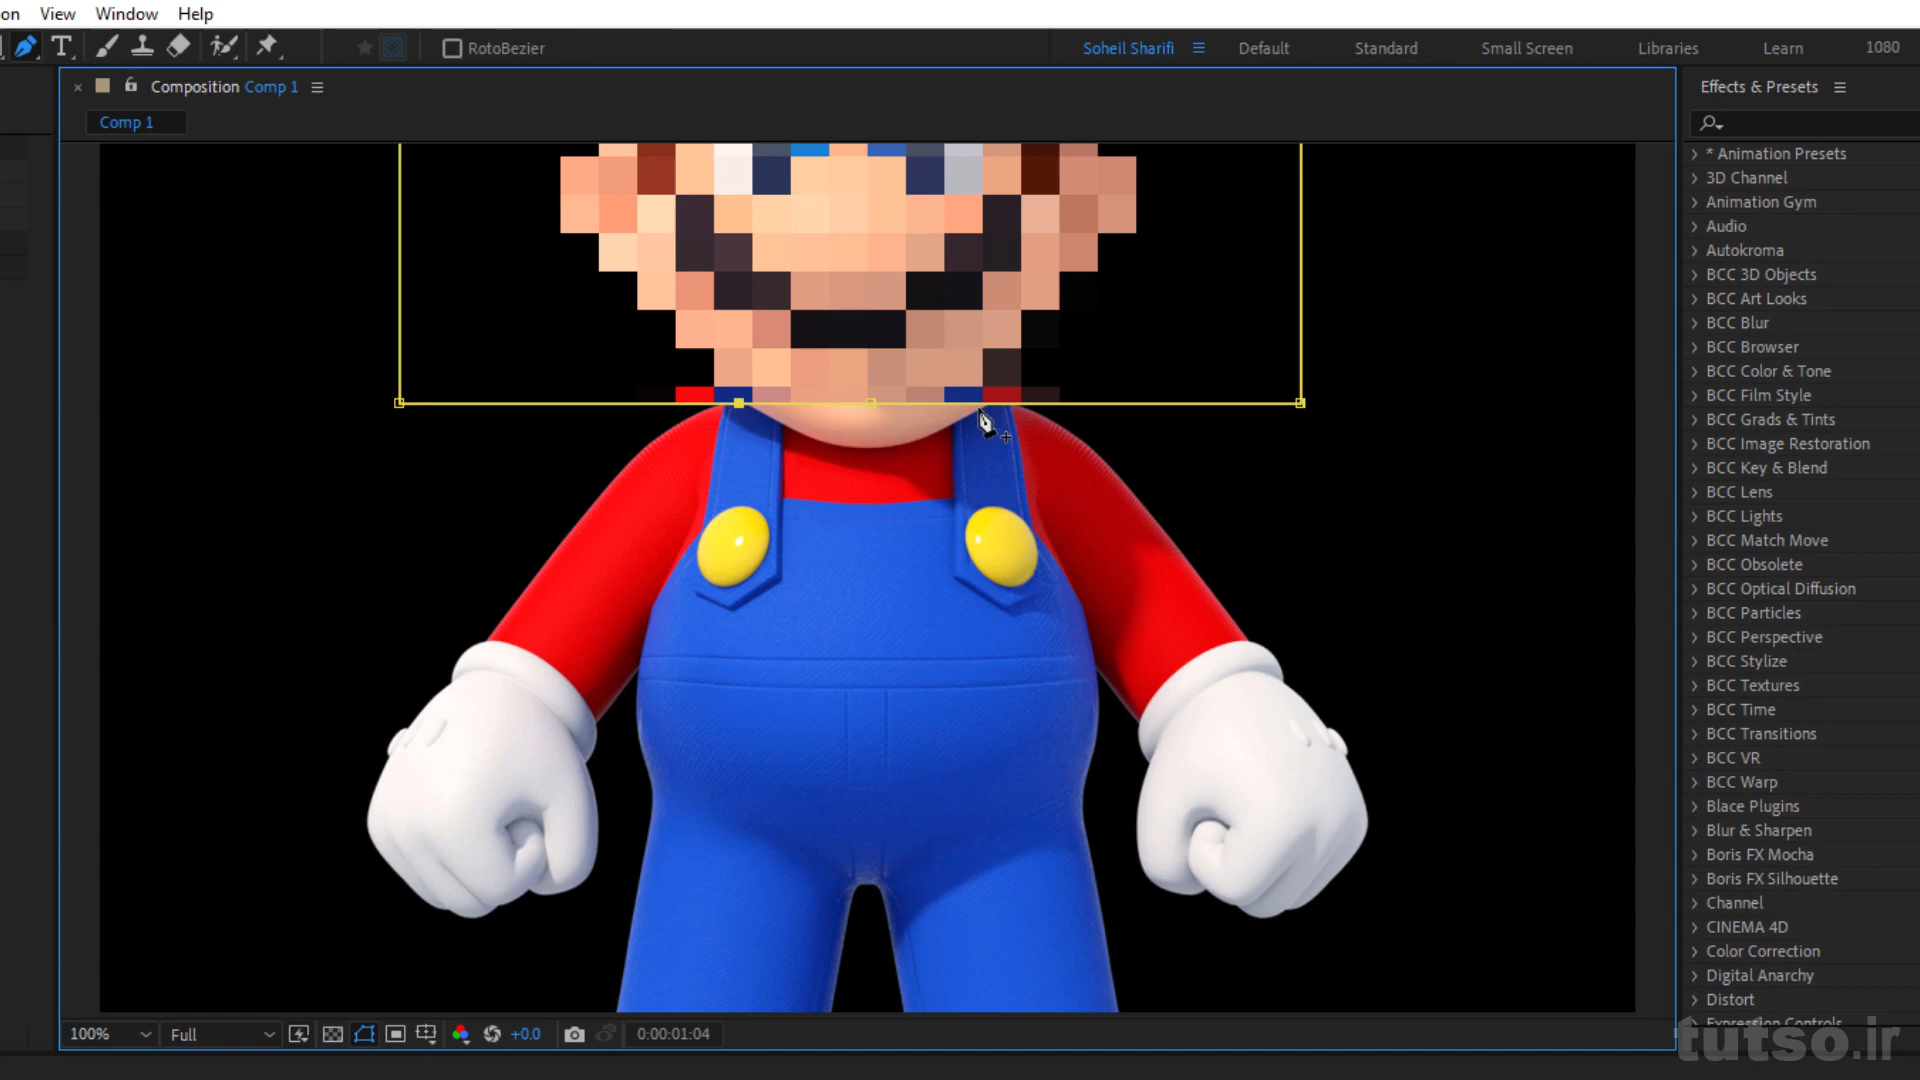 on View Window Help
T RotoBezier Soheil Sharifi Default Standard Small Screen Libraries Learn 1080
× Composition Comp 1
Comp 1
Effects & Presets
* Animation Presets
3D Channel
Animation Gym
Audio
Autokroma
BCC 3D Objects
BCC Art Looks
BCC Blur
BCC Browser
BCC Color & Tone
BCC Film Style
BCC Grads & Tints
BCC Image Restoration
BCC Key & Blend
BCC Lens
BCC Lights
BCC Match Move
BCC Obsolete
BCC Optical Diffusion
BCC Particles
BCC Perspective
BCC Stylize
BCC Textures
BCC Time
BCC Transitions
BCC VR
BCC Warp
Blace Plugins
Blur & Sharpen
Boris FX Mocha
Boris FX Silhouette
Channel
CINEMA 4D
Color Correction
Digital Anarchy
Distort
Expression Controls
100% Full +0.0 0:00:01:04
tutso.ir